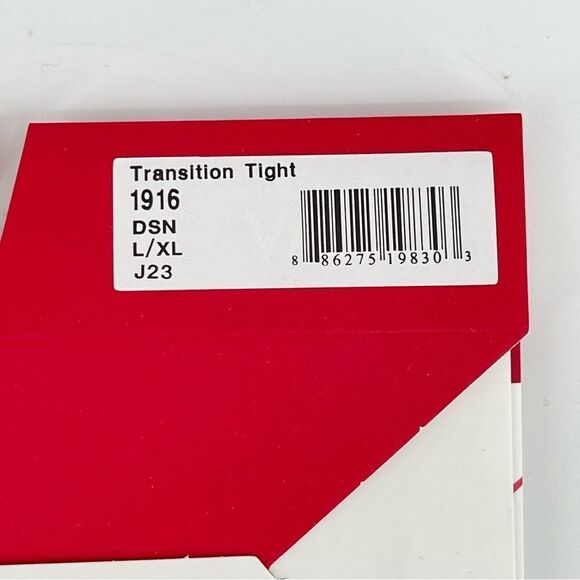 Transition Tight
1916
DSN
L/XL
J23
8 86275 19830 3